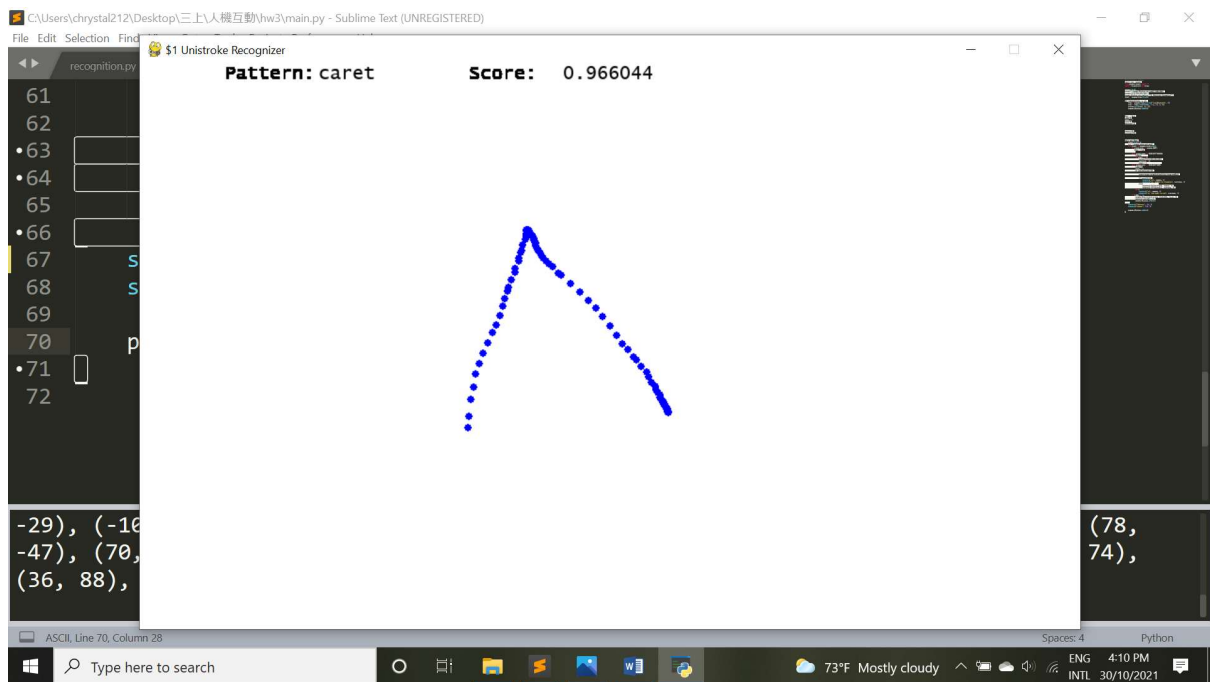 C:\Users\chrystal212\Desktop\三上\人機互動\hw3\main.py - Sublime Text (UNREGISTERED)
File Edit Selection Find
$1 Unistroke Recognizer
recognition.py
Pattern: caret Score: 0.966044
61
62
63
64
65
66
67 s
68 s
69
70 p
71
72
-29), (-10 (78,
-47), (70, 74),
(36, 88),
ASCII, Line 70, Column 28 Spaces: 4 Python
Type here to search
73°F Mostly cloudy
ENG 4:10 PM
INTL 30/10/2021